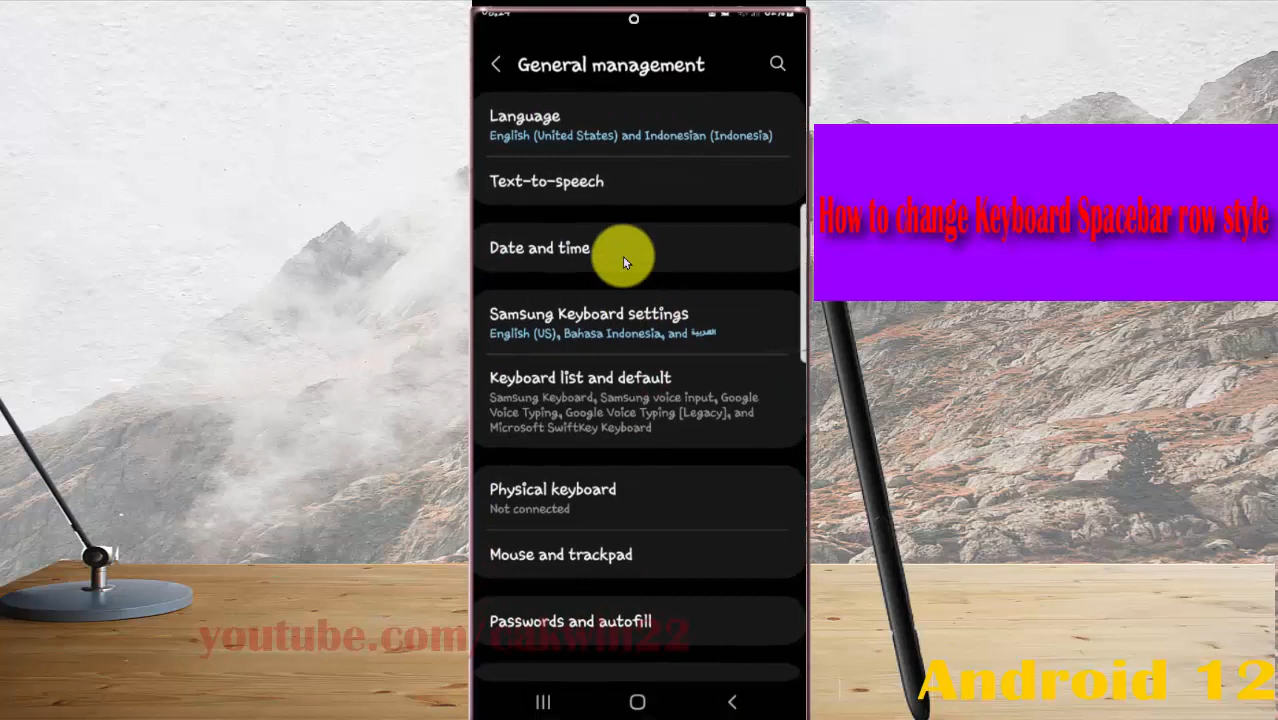 General management
Language
English (United States) and Indonesian (Indonesia)
Text-to-speech
Date and time
Samsung Keyboard settings
English (US), Bahasa Indonesia, and العربية
Keyboard list and default
Samsung Keyboard, Samsung voice input, Google
Voice Typing, Google Voice Typing [Legacy], and
Microsoft SwiftKey Keyboard
Physical keyboard
Not connected
Mouse and trackpad
Passwords and autofill
How to change Keyboard Spacebar row style
youtube.com/cakwin22
Android 12